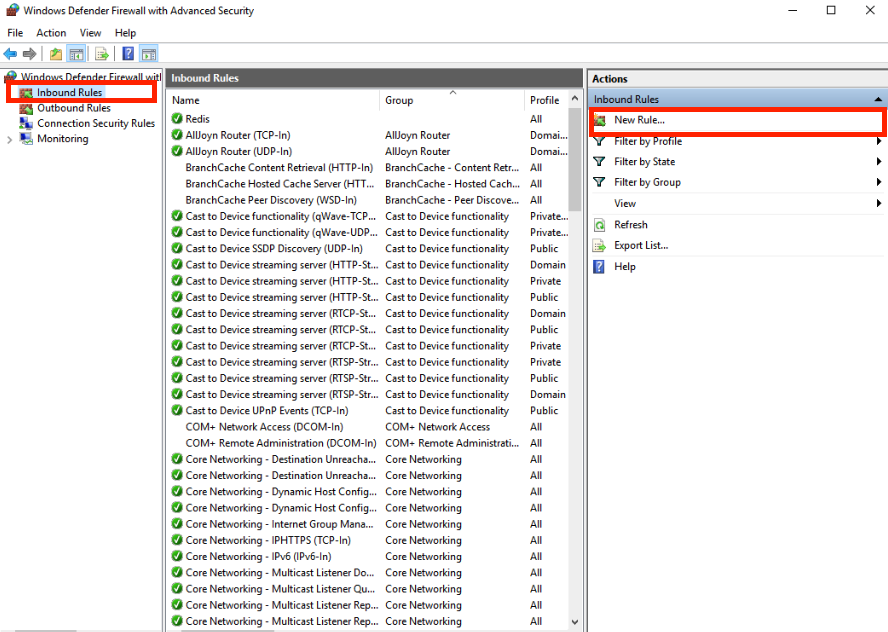 Windows Defender Firewall with Advanced Security
File Action View Help
Windows Defender Firewall with
Inbound Rules
Outbound Rules
Connection Security Rules
Monitoring
Inbound Rules
Name Group Profile
Redis All
AllJoyn Router (TCP-In) AllJoyn Router Domai...
AllJoyn Router (UDP-In) AllJoyn Router Domai...
BranchCache Content Retrieval (HTTP-In) BranchCache - Content Retr... All
BranchCache Hosted Cache Server (HTT... BranchCache - Hosted Cach... All
BranchCache Peer Discovery (WSD-In) BranchCache - Peer Discove... All
Cast to Device functionality (qWave-TCP... Cast to Device functionality Private...
Cast to Device functionality (qWave-UDP... Cast to Device functionality Private...
Cast to Device SSDP Discovery (UDP-In) Cast to Device functionality Public
Cast to Device streaming server (HTTP-St... Cast to Device functionality Domain
Cast to Device streaming server (HTTP-St... Cast to Device functionality Private
Cast to Device streaming server (HTTP-St... Cast to Device functionality Public
Cast to Device streaming server (RTCP-St... Cast to Device functionality Domain
Cast to Device streaming server (RTCP-St... Cast to Device functionality Public
Cast to Device streaming server (RTCP-St... Cast to Device functionality Private
Cast to Device streaming server (RTSP-Str... Cast to Device functionality Private
Cast to Device streaming server (RTSP-Str... Cast to Device functionality Public
Cast to Device streaming server (RTSP-Str... Cast to Device functionality Domain
Cast to Device UPnP Events (TCP-In) Cast to Device functionality Public
COM+ Network Access (DCOM-In) COM+ Network Access All
COM+ Remote Administration (DCOM-In) COM+ Remote Administrati... All
Core Networking - Destination Unreacha... Core Networking All
Core Networking - Destination Unreacha... Core Networking All
Core Networking - Dynamic Host Config... Core Networking All
Core Networking - Dynamic Host Config... Core Networking All
Core Networking - Internet Group Mana... Core Networking All
Core Networking - IPHTTPS (TCP-In) Core Networking All
Core Networking - IPv6 (IPv6-In) Core Networking All
Core Networking - Multicast Listener Do... Core Networking All
Core Networking - Multicast Listener Qu... Core Networking All
Core Networking - Multicast Listener Rep... Core Networking All
Core Networking - Multicast Listener Rep... Core Networking All
Actions
Inbound Rules
New Rule...
Filter by Profile
Filter by State
Filter by Group
View
Refresh
Export List...
Help